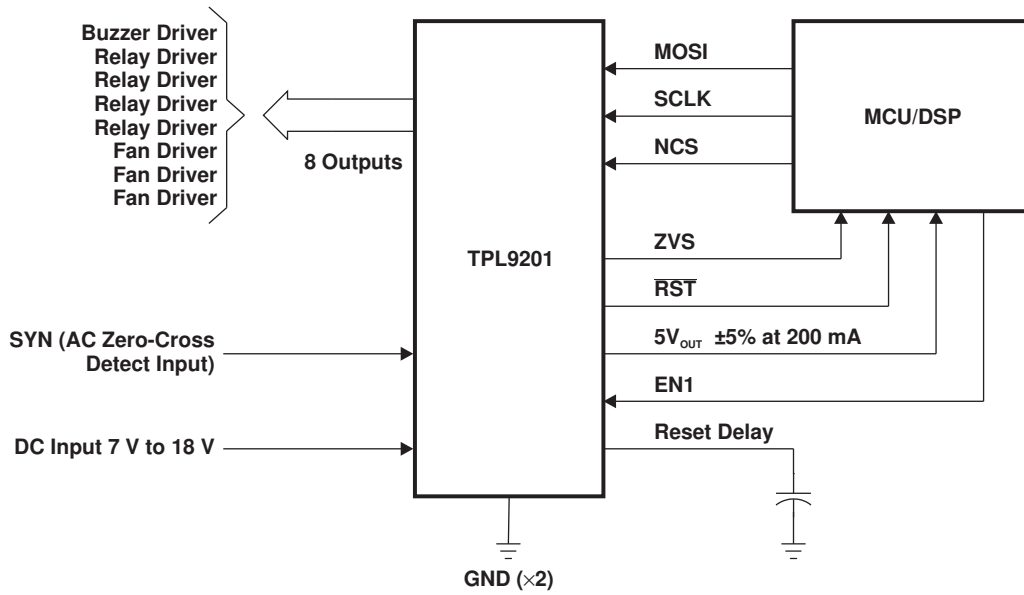 Buzzer Driver
Relay Driver
Relay Driver
Relay Driver
Relay Driver
Fan Driver
Fan Driver
Fan Driver
8 Outputs
SYN (AC Zero-Cross
Detect Input)
DC Input 7 V to 18 V
TPL9201
GND (×2)
MOSI
SCLK
NCS
MCU/DSP
ZVS
R̅S̅T̅
5VOUT ±5% at 200 mA
EN1
Reset Delay